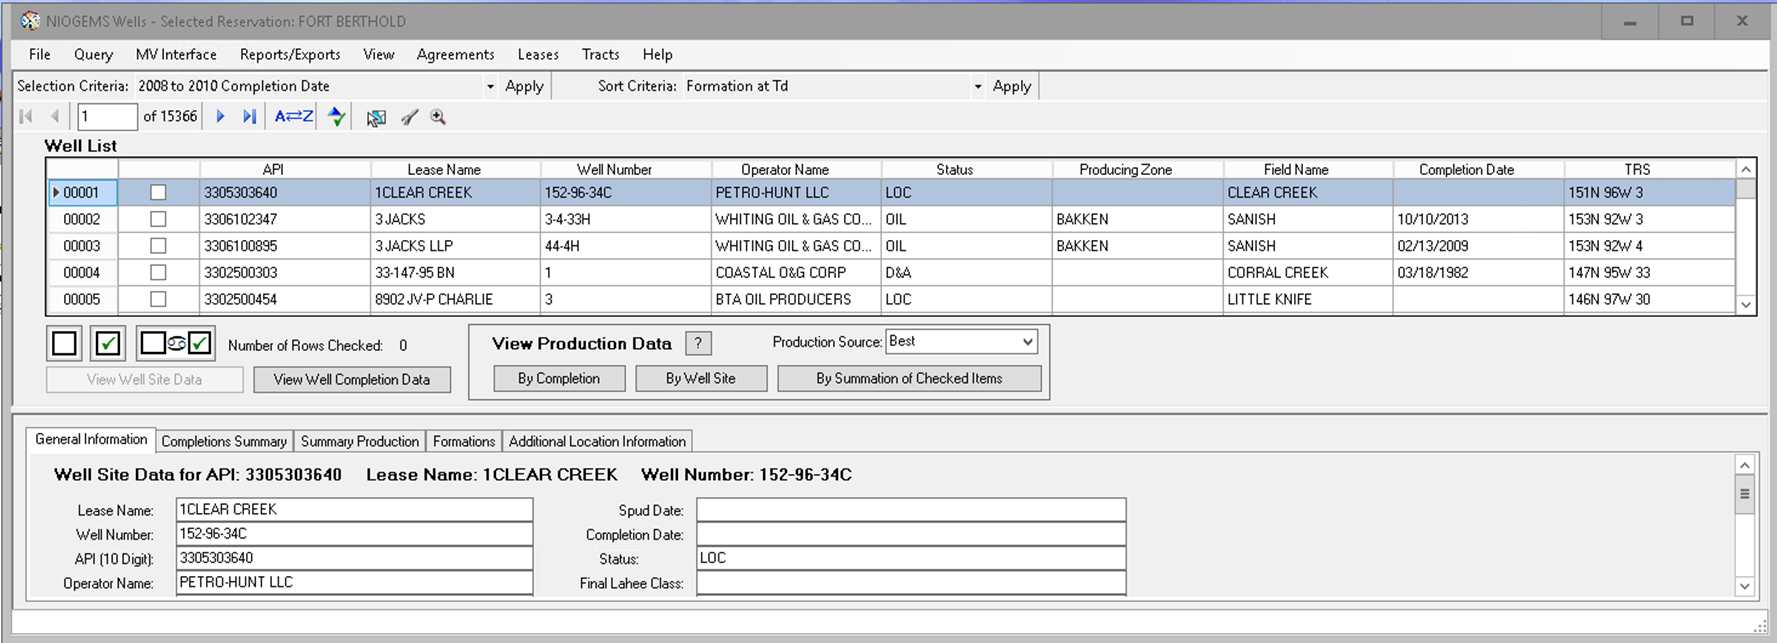 NIOGEMS Wells - Selected Reservation: FORT BERTHOLD
File Query MV Interface Reports/Exports View Agreements Leases Tracts Help
Selection Criteria: 2008 to 2010 Completion Date Apply Sort Criteria: Formation at Td Apply
1 of 15366 A⇄Z
Well List
API Lease Name Well Number Operator Name Status Producing Zone Field Name Completion Date TRS
00001 3305303640 1CLEAR CREEK 152-96-34C PETRO-HUNT LLC LOC CLEAR CREEK 151N 96W 3
00002 3306102347 3 JACKS 3-4-33H WHITING OIL & GAS CO... OIL BAKKEN SANISH 10/10/2013 153N 92W 3
00003 3306100895 3 JACKS LLP 44-4H WHITING OIL & GAS CO... OIL BAKKEN SANISH 02/13/2009 153N 92W 4
00004 3302500303 33-147-95 BN 1 COASTAL O&G CORP D&A CORRAL CREEK 03/18/1982 147N 95W 33
00005 3302500454 8902 JV-P CHARLIE 3 BTA OIL PRODUCERS LOC LITTLE KNIFE 146N 97W 30
Number of Rows Checked: 0 View Production Data ? Production Source: Best
View Well Site Data View Well Completion Data By Completion By Well Site By Summation of Checked Items
General Information Completions Summary Summary Production Formations Additional Location Information
Well Site Data for API: 3305303640 Lease Name: 1CLEAR CREEK Well Number: 152-96-34C
Lease Name: 1CLEAR CREEK Spud Date:
Well Number: 152-96-34C Completion Date:
API (10 Digit): 3305303640 Status: LOC
Operator Name: PETRO-HUNT LLC Final Lahee Class: